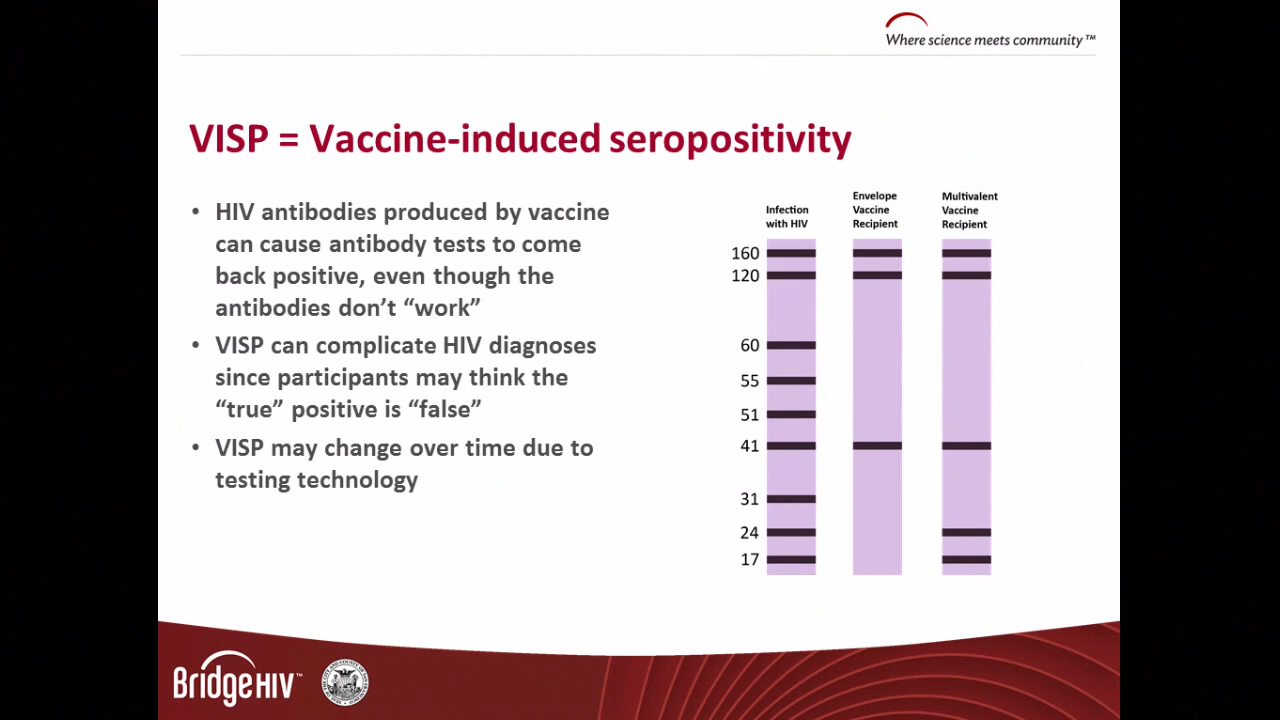 Where science meets community™
VISP = Vaccine-induced seropositivity
• HIV antibodies produced by vaccine
can cause antibody tests to come
back positive, even though the
antibodies don't “work”
• VISP can complicate HIV diagnoses
since participants may think the
“true” positive is “false”
• VISP may change over time due to
testing technology
Infection
with HIV
Envelope
Vaccine
Recipient
Multivalent
Vaccine
Recipient
160
120
60
55
51
41
31
24
17
BridgeHIV™